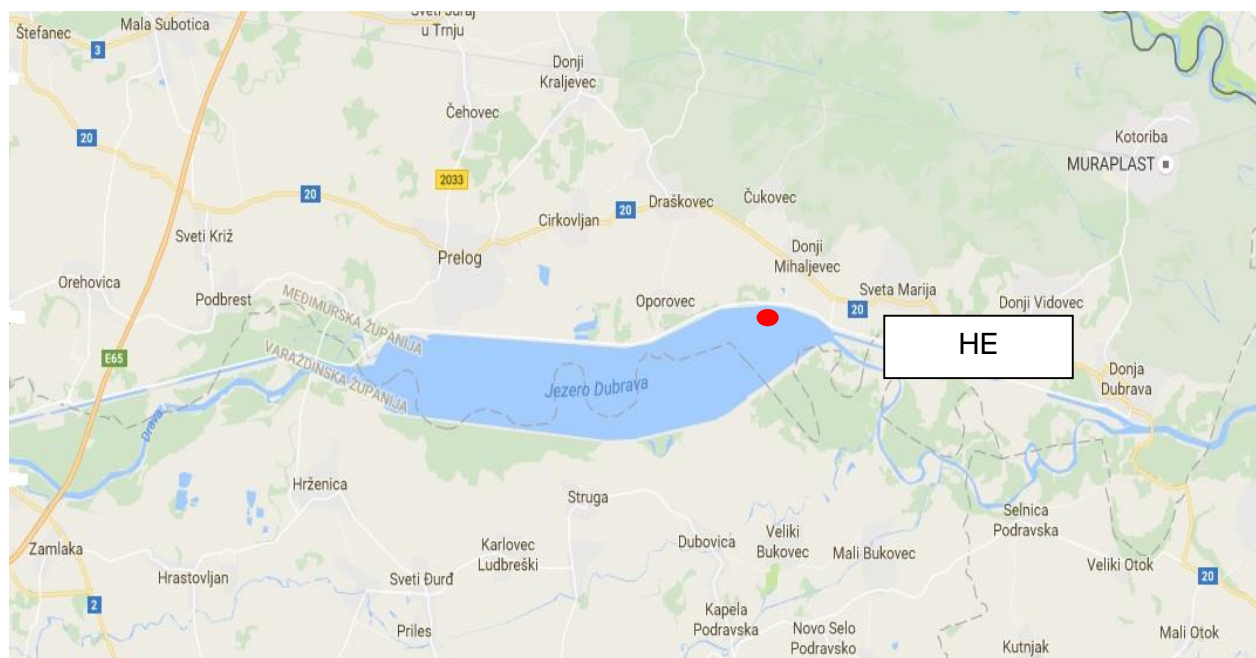 Sveti Juraj
u Trnju
Štefanec
Mala Subotica
3
Donji
Kraljevec
Čehovec
Kotoriba
20
MURAPLAST
2033
20
Draškovec
Čukovec
20
Cirkovljan
Sveti Križ
Prelog
Donji
Mihaljevec
Orehovica
Podbrest
MEĐIMURSKA ŽUPANIJA
Oporovec
Sveta Marija
20
Donji Vidovec
HE
E65
VARAŽDINSKA ŽUPANIJA
Jezero Dubrava
Donja
Dubrava
Drava
Hrženica
Struga
Selnica
Podravska
Zamlaka
Karlovec
Ludbreški
Dubovica
Veliki
Bukovec
Mali Bukovec
Hrastovljan
Sveti Đurđ
Veliki Otok
20
2
Kapela
Podravska
Priles
Novo Selo
Podravsko
Kutnjak
Mali Otok